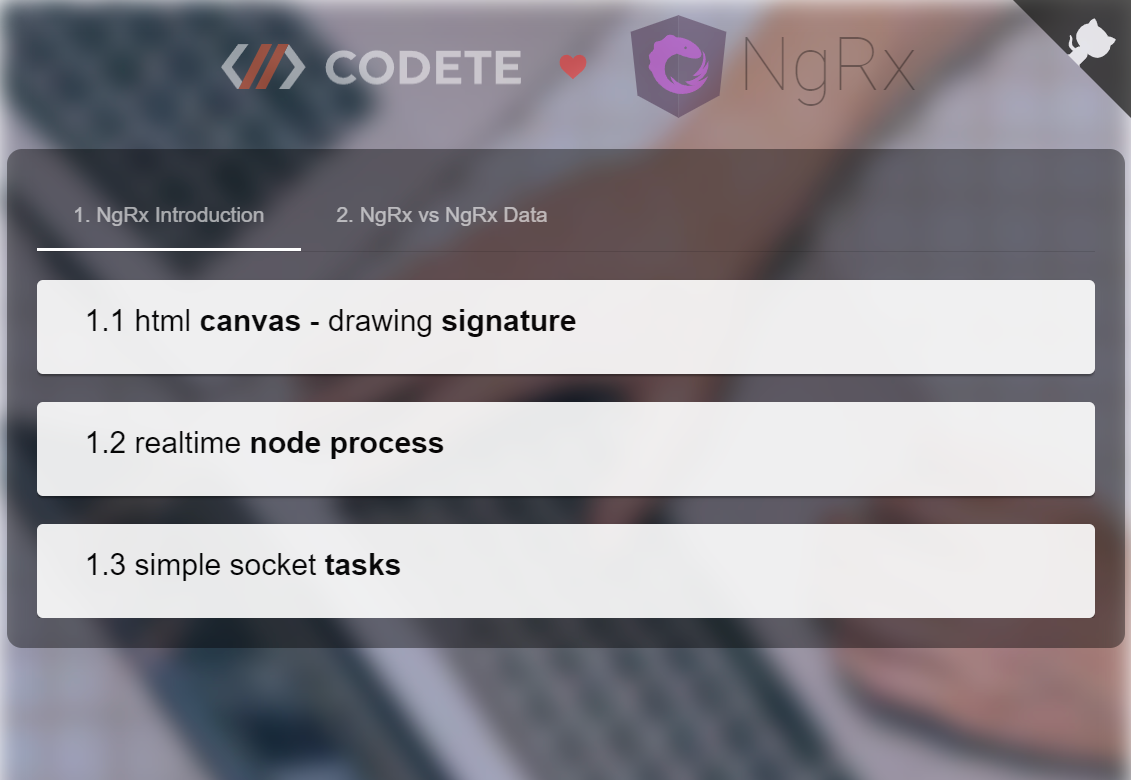 CODETE NgRx
1. NgRx Introduction 2. NgRx vs NgRx Data
1.1 html canvas - drawing signature
1.2 realtime node process
1.3 simple socket tasks